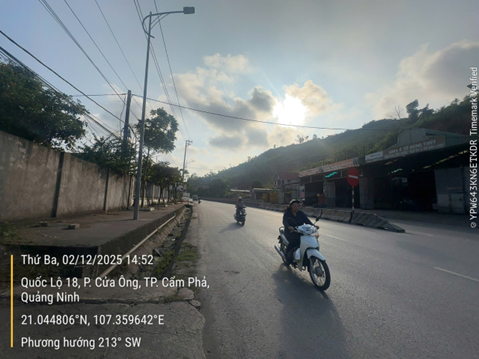 Thứ Ba, 02/12/2025 14:52
Quốc Lộ 18, P. Cửa Ông, TP. Cẩm Phả,
Quảng Ninh
21.044806°N, 107.359642°E
Phương hướng 213° SW
© YPW643KN6ETKDR Timemark Verified